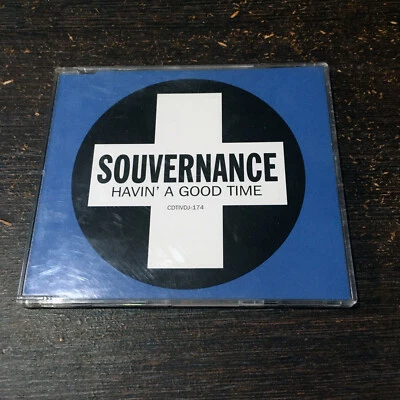 SOUVERNANCE
HAVIN' A GOOD TIME
CDTIVDJ-174